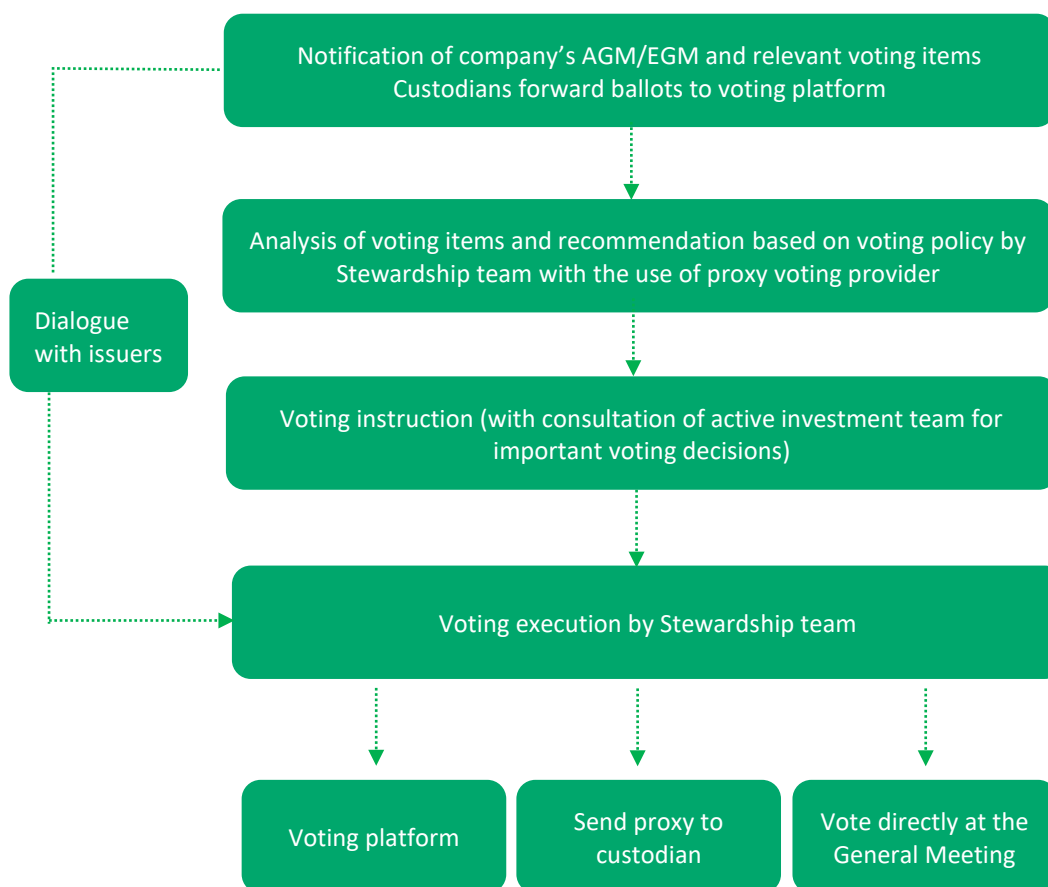 Notification of company’s AGM/EGM and relevant voting items
Custodians forward ballots to voting platform
Analysis of voting items and recommendation based on voting policy by
Stewardship team with the use of proxy voting provider
Dialogue
with issuers
Voting instruction (with consultation of active investment team for
important voting decisions)
Voting execution by Stewardship team
Voting platform
Send proxy to
custodian
Vote directly at the
General Meeting